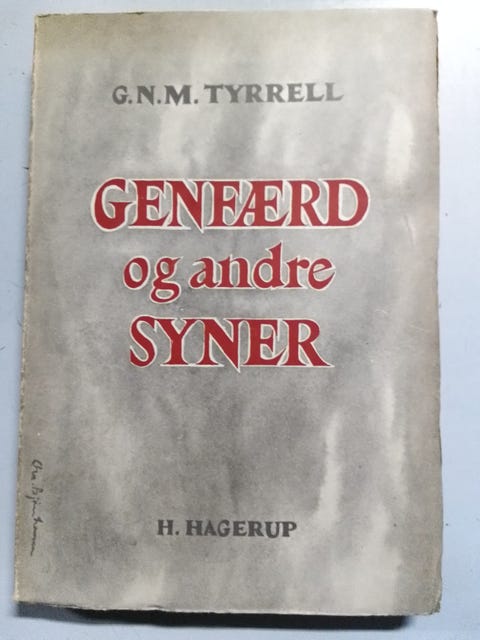 G.N.M. TYRRELL
GENFÆRD
og andre
SYNER
H. HAGERUP